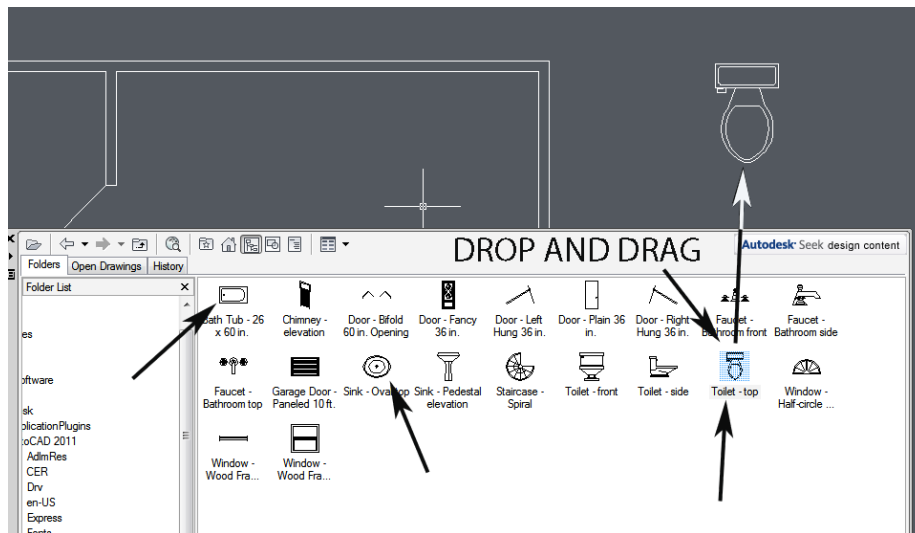 DROP AND DRAG
Autodesk® Seek design content
Folders Open Drawings History
Folder List
es
oftware
sk
plicationPlugins
toCAD 2011
AdlmRes
CER
Drv
en-US
Express
Fonts
Bath Tub - 26
x 60 in.
Chimney -
elevation
Door - Bifold
60 in. Opening
Door - Fancy
36 in.
Door - Left
Hung 36 in.
Door - Plain 36
in.
Door - Right
Hung 36 in.
Faucet -
Bathroom front
Faucet -
Bathroom side
Faucet -
Bathroom top
Garage Door -
Paneled 10 ft.
Sink - Oval top
Sink - Pedestal
elevation
Staircase -
Spiral
Toilet - front
Toilet - side
Toilet - top
Window -
Half-circle ...
Window -
Wood Fra...
Window -
Wood Fra...